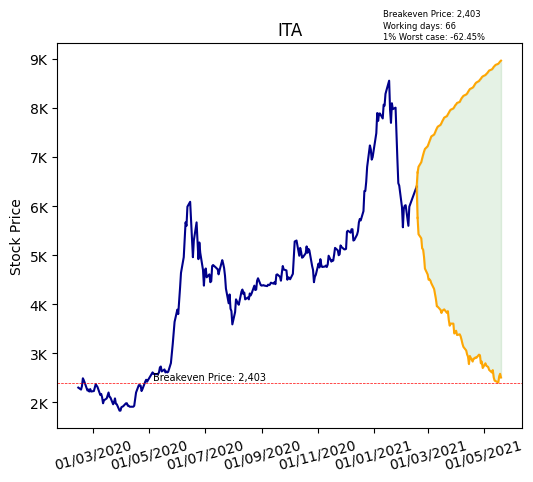 Breakeven Price: 2,403
Working days: 66
1% Worst case: -62.45%
ITA
Stock Price
9K
8K
7K
6K
5K
4K
3K
2K
Breakeven Price: 2,403
01/03/2020 01/05/2020 01/07/2020 01/09/2020 01/11/2020 01/01/2021 01/03/2021 01/05/2021